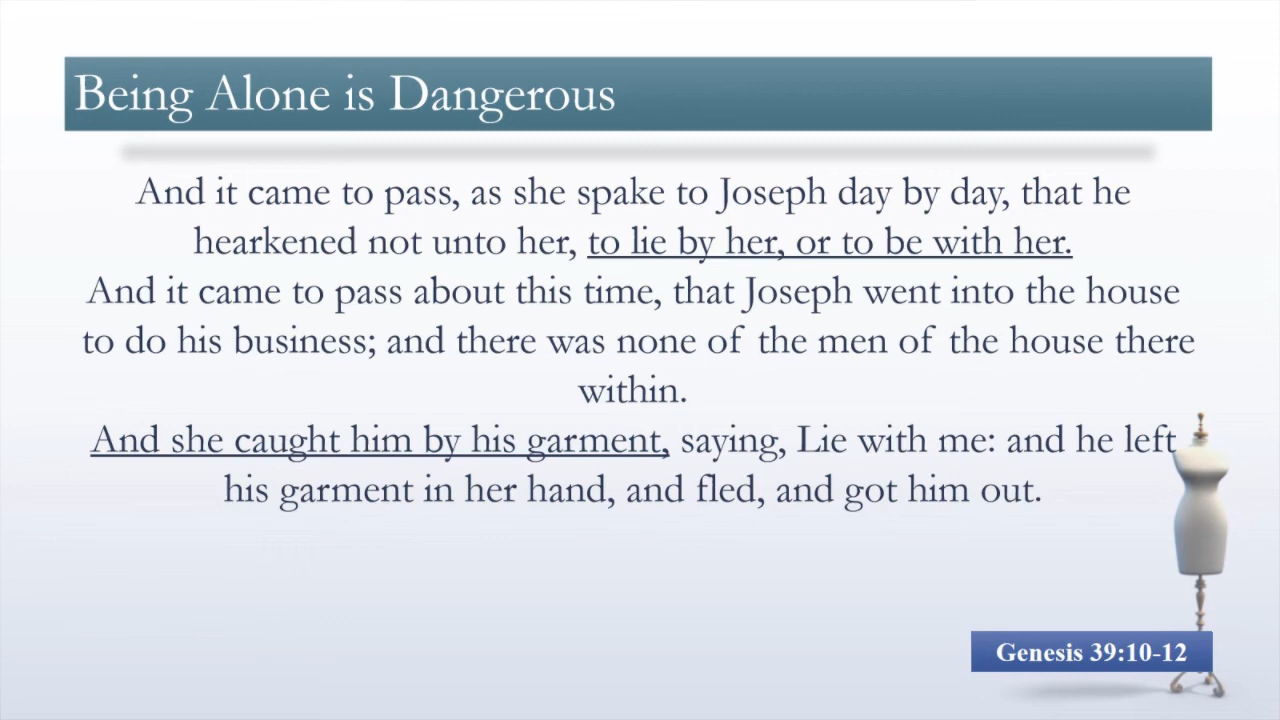 Being Alone is Dangerous
And it came to pass, as she spake to Joseph day by day, that he
hearkened not unto her, to lie by her, or to be with her.
And it came to pass about this time, that Joseph went into the house
to do his business; and there was none of the men of the house there
within.
And she caught him by his garment, saying, Lie with me: and he left
his garment in her hand, and fled, and got him out.
Genesis 39:10-12